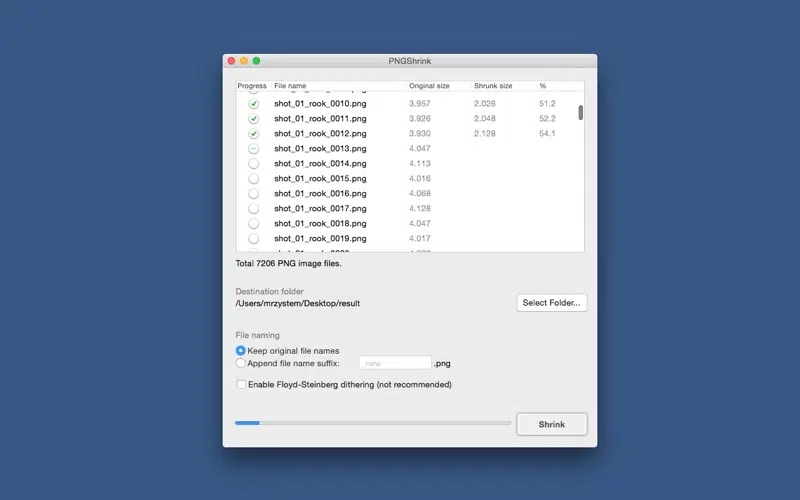 PNGShrink
Progress File name Original size Shrunk size %
shot_01_rook_0010.png 3.957 2.026 51.2
shot_01_rook_0011.png 3.926 2.048 52.2
shot_01_rook_0012.png 3.930 2.128 54.1
shot_01_rook_0013.png 4.047
shot_01_rook_0014.png 4.113
shot_01_rook_0015.png 4.016
shot_01_rook_0016.png 4.068
shot_01_rook_0017.png 4.128
shot_01_rook_0018.png 4.047
shot_01_rook_0019.png 4.017
Total 7206 PNG image files.
Destination folder
/Users/mrzystem/Desktop/result
Select Folder...
File naming
Keep original file names
Append file name suffix: _new .png
Enable Floyd-Steinberg dithering (not recommended)
Shrink